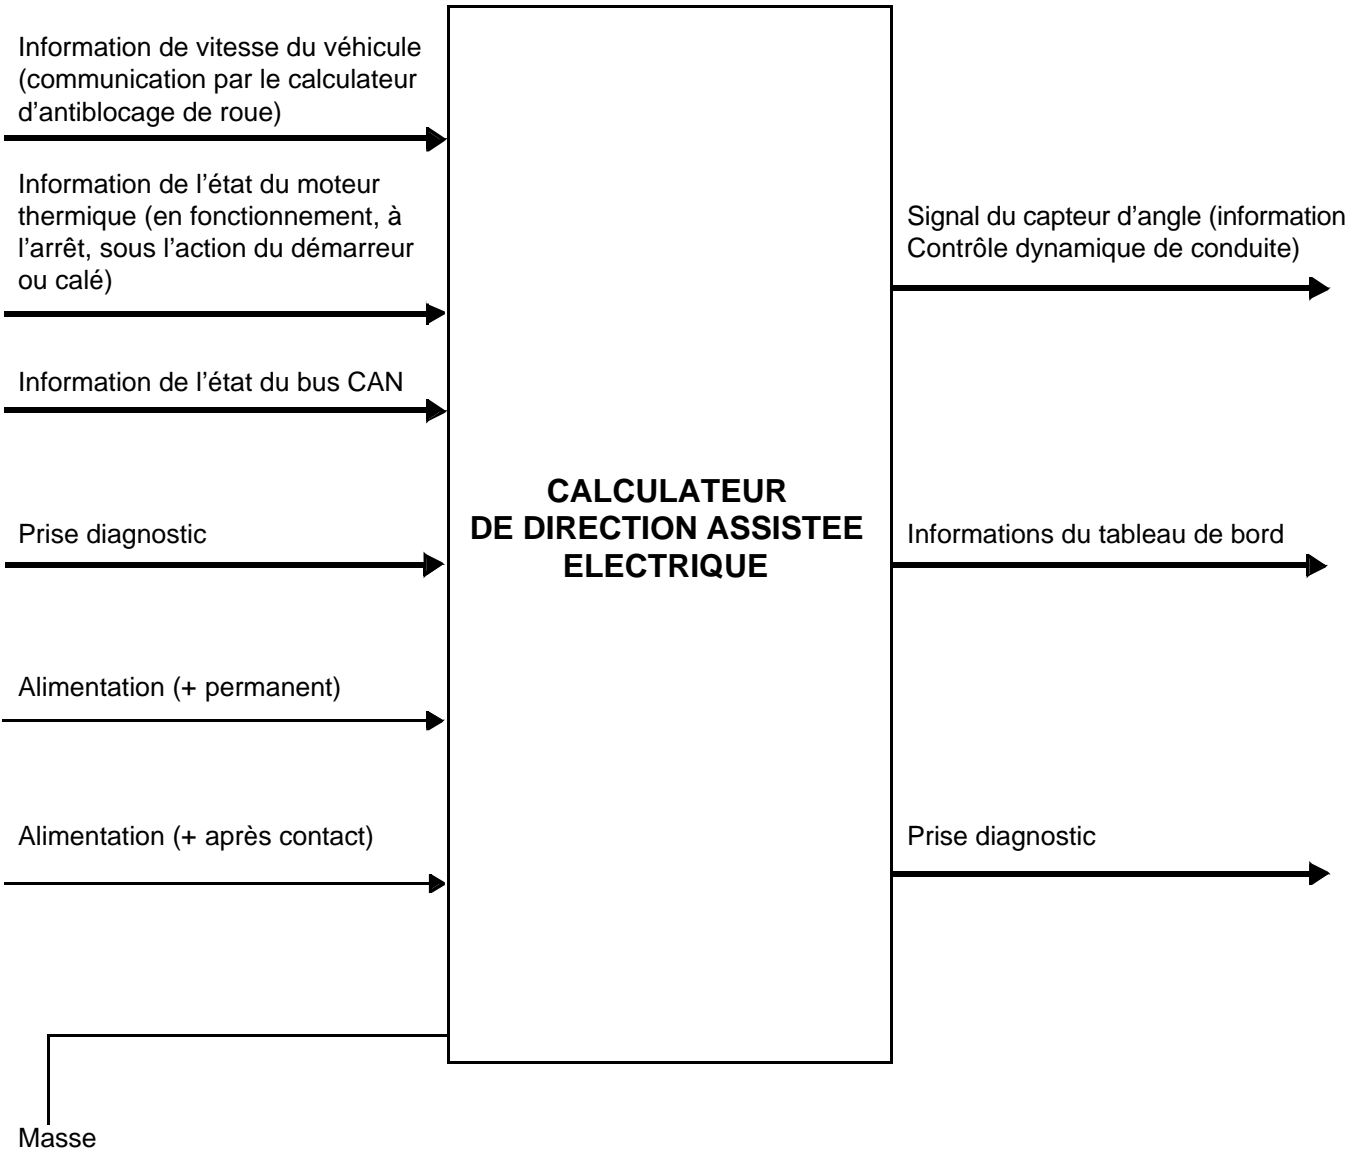 Information de vitesse du véhicule
(communication par le calculateur
d’antiblocage de roue)
Information de l’état du moteur
thermique (en fonctionnement, à
l’arrêt, sous l’action du démarreur
ou calé)
Information de l’état du bus CAN
Prise diagnostic
Alimentation (+ permanent)
Alimentation (+ après contact)
Masse
CALCULATEUR
DE DIRECTION ASSISTEE
ELECTRIQUE
Signal du capteur d’angle (information
Contrôle dynamique de conduite)
Informations du tableau de bord
Prise diagnostic